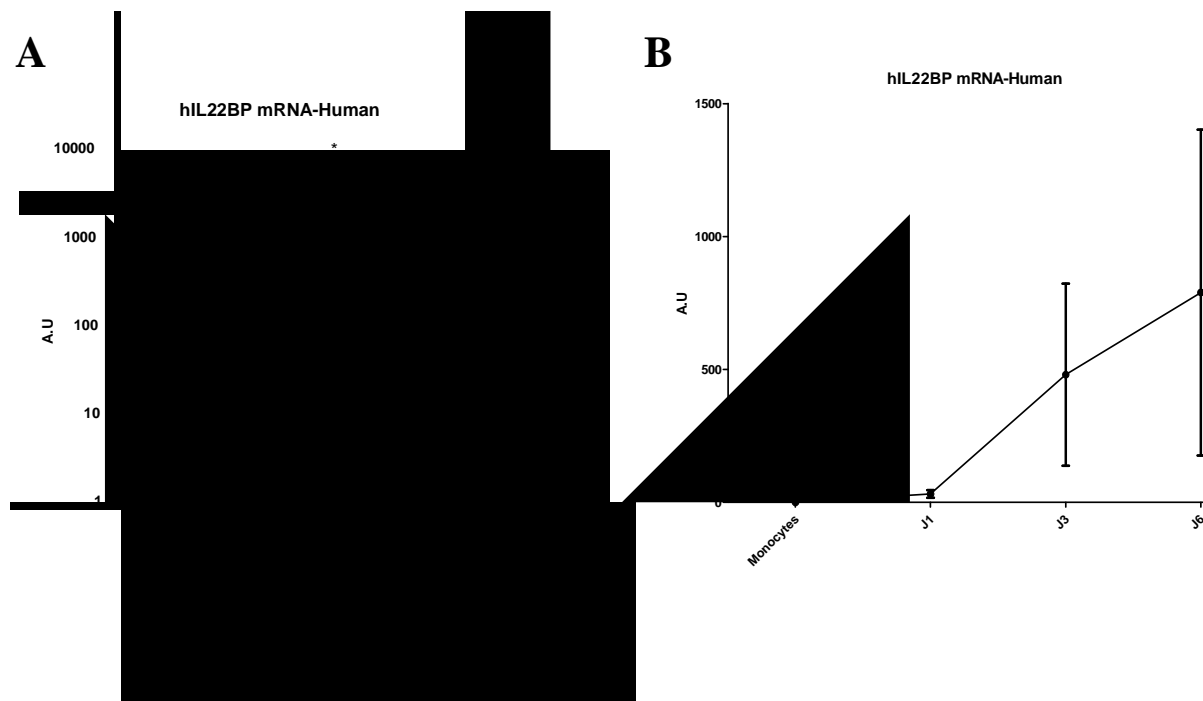 A
hIL22BP mRNA-Human
*
10000
1000
100
10
1
A.U
B
hIL22BP mRNA-Human
1500
1000
500
0
A.U
Monocytes
J1
J3
J6